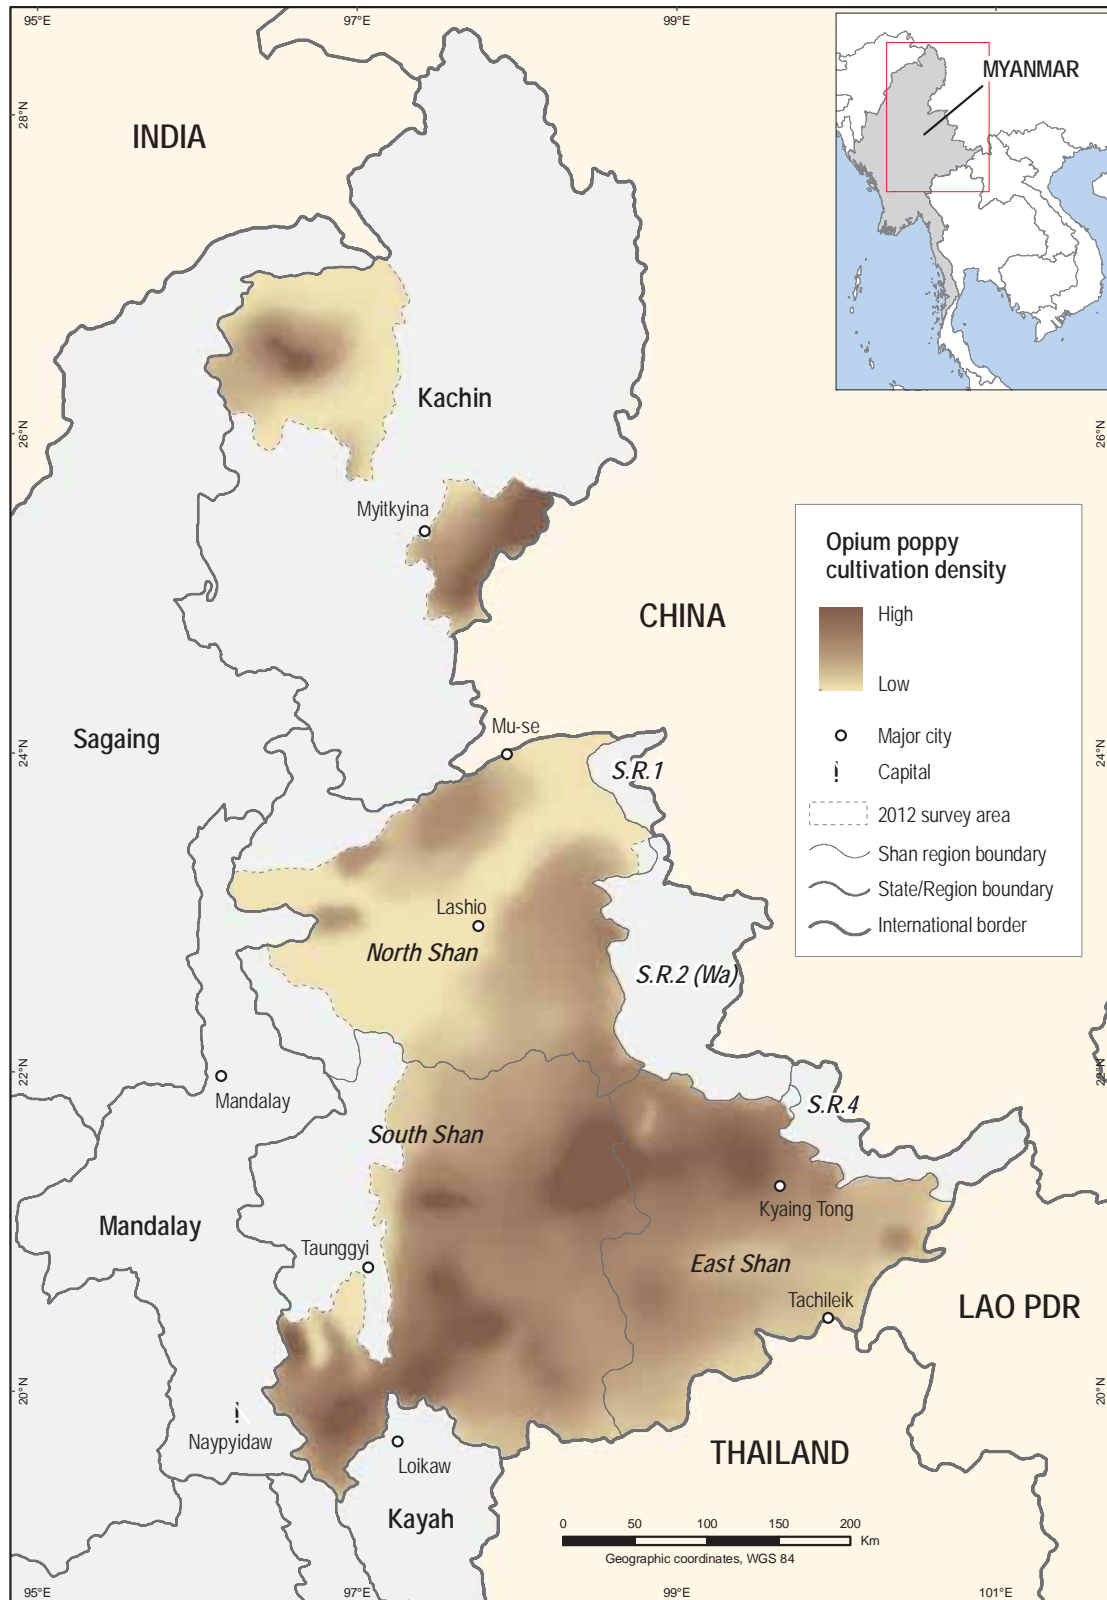 95°E
97°E
99°E
MYANMAR
28°N
INDIA
Kachin
26°N
26°N
Myitkyina
Opium poppy
cultivation density
High
Low
CHINA
Mu-se
Major city
Sagaing
24°N
24°N
S.R.1
Capital
2012 survey area
Shan region boundary
State/Region boundary
Lashio
International border
North Shan
S.R.2 (Wa)
22°N
22°N
Mandalay
S.R.4
South Shan
Kyaing Tong
Mandalay
Taunggyi
East Shan
Tachileik
LAO PDR
20°N
20°N
Naypyidaw
Loikaw
THAILAND
Kayah
0 50 100 150 200
Km
Geographic coordinates, WGS 84
95°E
97°E
99°E
101°E